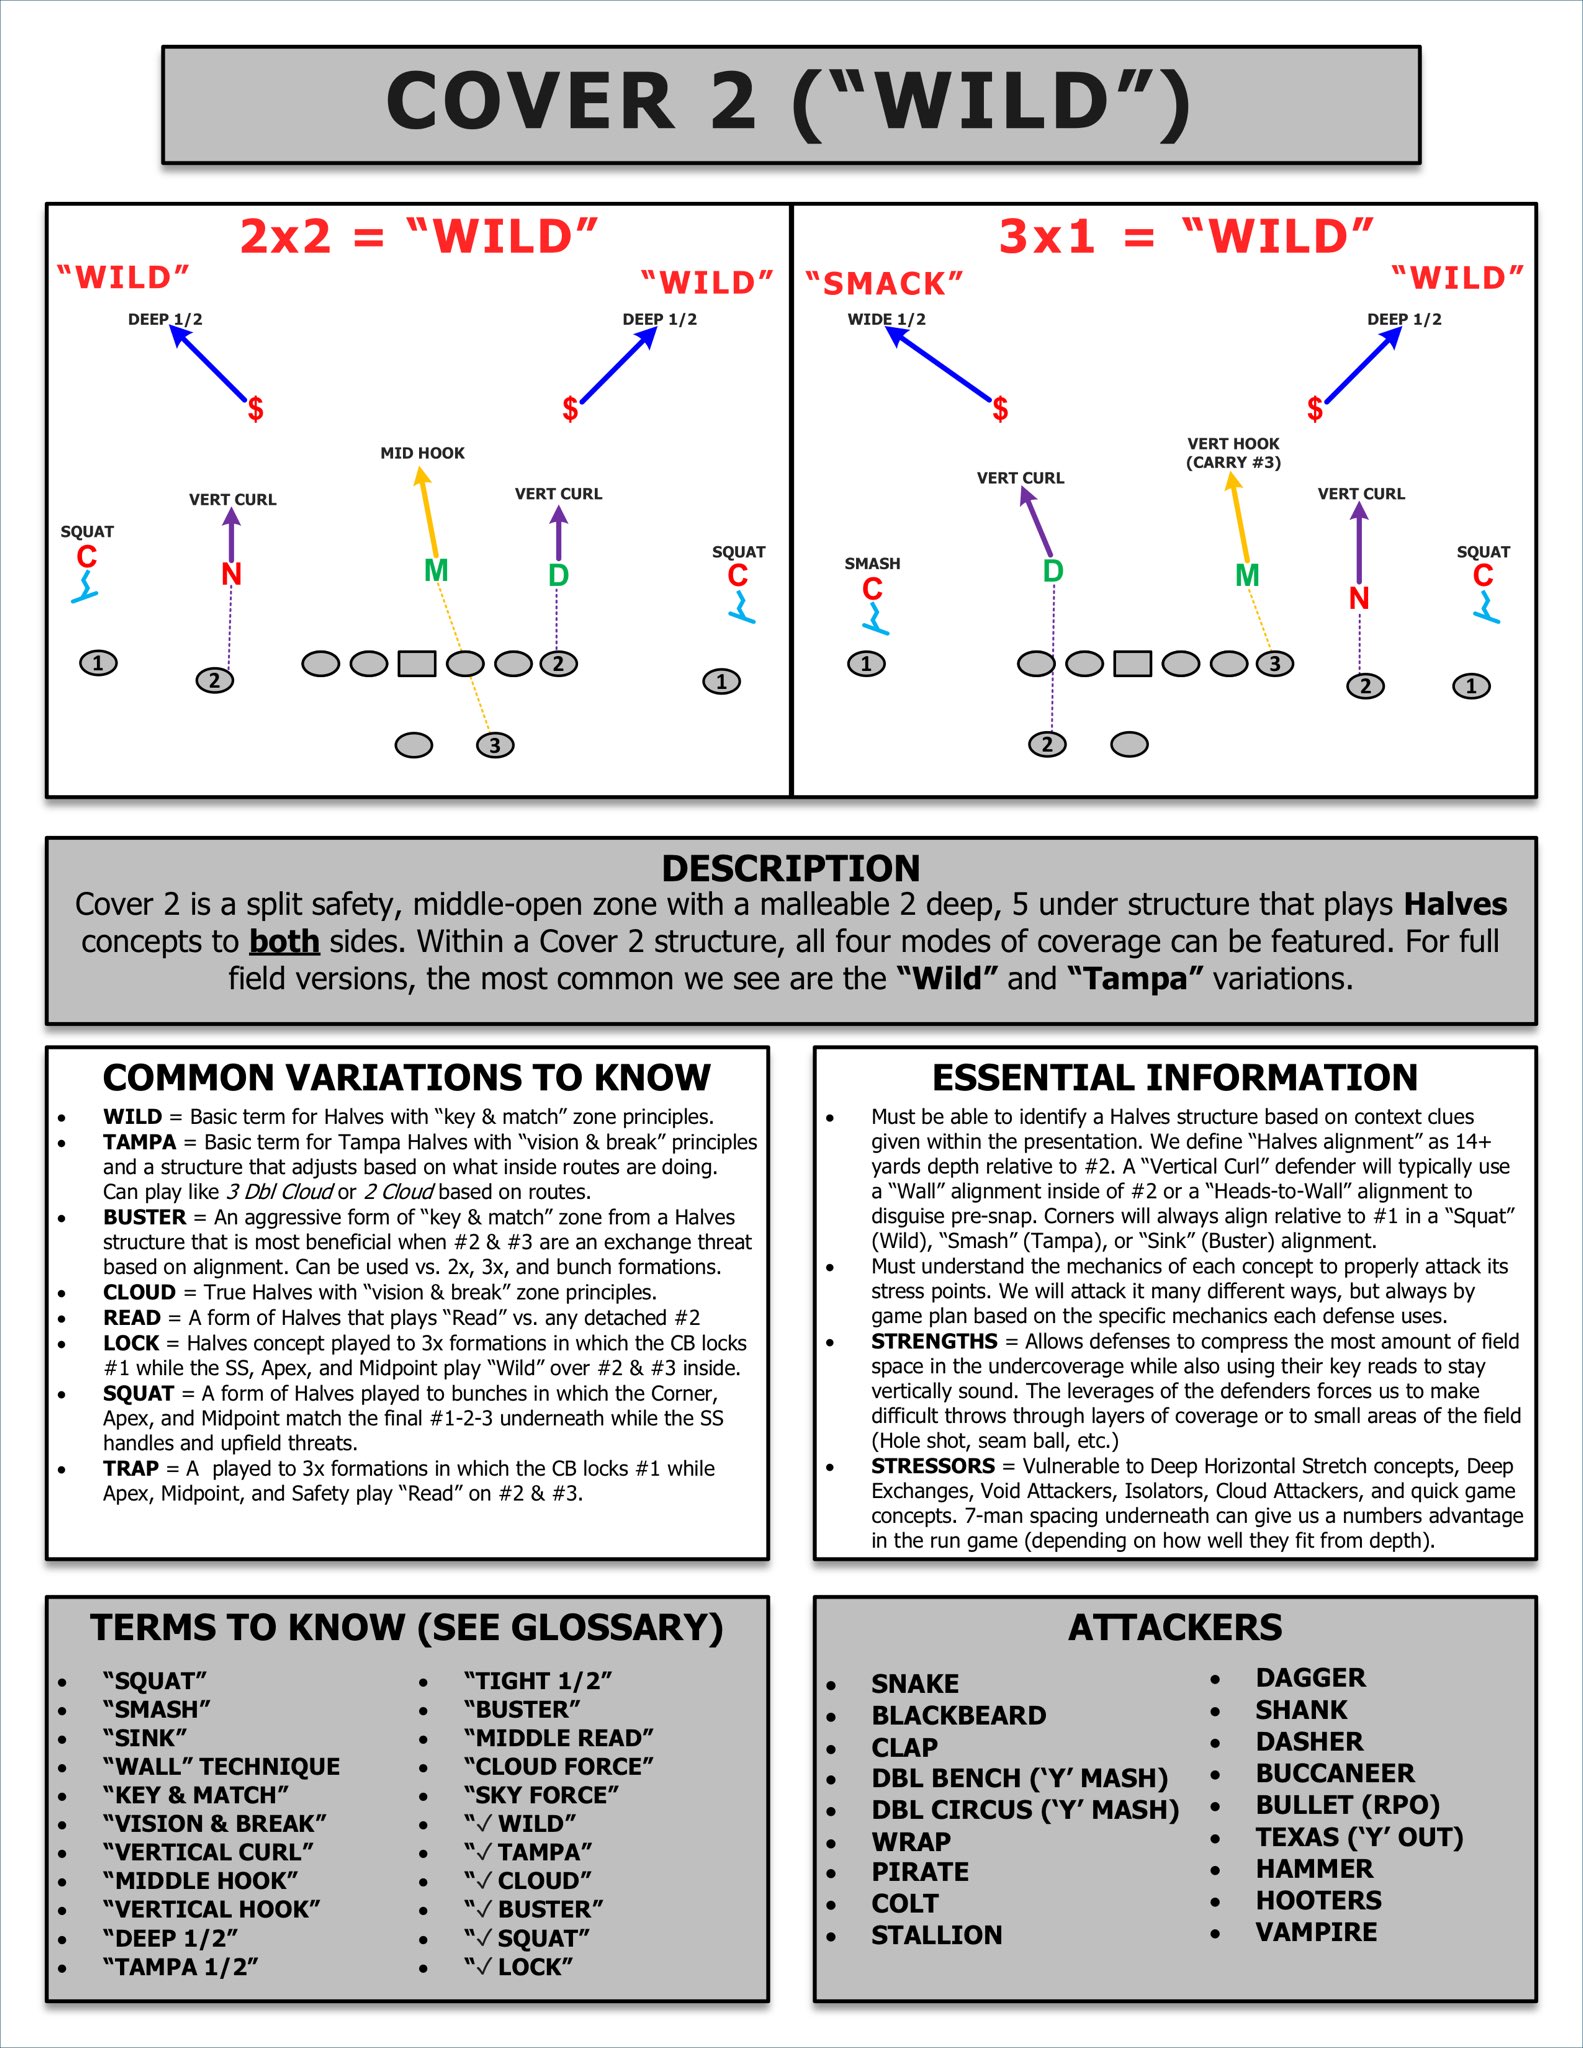 COVER 2 (“WILD”)
2x2 = “WILD”
“WILD”
“WILD”
DEEP 1/2
DEEP 1/2
$
$
MID HOOK
VERT CURL
VERT CURL
SQUAT
C
N
M
D
SQUAT
C
1
2
2
1
3
3x1 = “WILD”
“SMACK”
“WILD”
WIDE 1/2
DEEP 1/2
$
$
VERT HOOK
(CARRY #3)
VERT CURL
VERT CURL
SMASH
C
D
M
N
SQUAT
C
1
3
2
1
2
DESCRIPTION
Cover 2 is a split safety, middle-open zone with a malleable 2 deep, 5 under structure that plays Halves
concepts to both sides. Within a Cover 2 structure, all four modes of coverage can be featured. For full
field versions, the most common we see are the “Wild” and “Tampa” variations.
COMMON VARIATIONS TO KNOW
• WILD = Basic term for Halves with “key & match” zone principles.
• TAMPA = Basic term for Tampa Halves with “vision & break” principles
and a structure that adjusts based on what inside routes are doing.
Can play like 3 Dbl Cloud or 2 Cloud based on routes.
• BUSTER = An aggressive form of “key & match” zone from a Halves
structure that is most beneficial when #2 & #3 are an exchange threat
based on alignment. Can be used vs. 2x, 3x, and bunch formations.
• CLOUD = True Halves with “vision & break” zone principles.
• READ = A form of Halves that plays “Read” vs. any detached #2
• LOCK = Halves concept played to 3x formations in which the CB locks
#1 while the SS, Apex, and Midpoint play “Wild” over #2 & #3 inside.
• SQUAT = A form of Halves played to bunches in which the Corner,
Apex, and Midpoint match the final #1-2-3 underneath while the SS
handles and upfield threats.
• TRAP = A played to 3x formations in which the CB locks #1 while
Apex, Midpoint, and Safety play “Read” on #2 & #3.
ESSENTIAL INFORMATION
• Must be able to identify a Halves structure based on context clues
given within the presentation. We define “Halves alignment” as 14+
yards depth relative to #2. A “Vertical Curl” defender will typically use
a “Wall” alignment inside of #2 or a “Heads-to-Wall” alignment to
disguise pre-snap. Corners will always align relative to #1 in a “Squat”
(Wild), “Smash” (Tampa), or “Sink” (Buster) alignment.
• Must understand the mechanics of each concept to properly attack its
stress points. We will attack it many different ways, but always by
game plan based on the specific mechanics each defense uses.
• STRENGTHS = Allows defenses to compress the most amount of field
space in the undercoverage while also using their key reads to stay
vertically sound. The leverages of the defenders forces us to make
difficult throws through layers of coverage or to small areas of the field
(Hole shot, seam ball, etc.)
• STRESSORS = Vulnerable to Deep Horizontal Stretch concepts, Deep
Exchanges, Void Attackers, Isolators, Cloud Attackers, and quick game
concepts. 7-man spacing underneath can give us a numbers advantage
in the run game (depending on how well they fit from depth).
TERMS TO KNOW (SEE GLOSSARY)
• “SQUAT”
• “SMASH”
• “SINK”
• “WALL” TECHNIQUE
• “KEY & MATCH”
• “VISION & BREAK”
• “VERTICAL CURL”
• “MIDDLE HOOK”
• “VERTICAL HOOK”
• “DEEP 1/2”
• “TAMPA 1/2”
• “TIGHT 1/2”
• “BUSTER”
• “MIDDLE READ”
• “CLOUD FORCE”
• “SKY FORCE”
• “✓ WILD”
• “✓ TAMPA”
• “✓ CLOUD”
• “✓ BUSTER”
• “✓ SQUAT”
• “✓ LOCK”
ATTACKERS
• SNAKE
• BLACKBEARD
• CLAP
• DBL BENCH (‘Y’ MASH)
• DBL CIRCUS (‘Y’ MASH)
• WRAP
• PIRATE
• COLT
• STALLION
• DAGGER
• SHANK
• DASHER
• BUCCANEER
• BULLET (RPO)
• TEXAS (‘Y’ OUT)
• HAMMER
• HOOTERS
• VAMPIRE